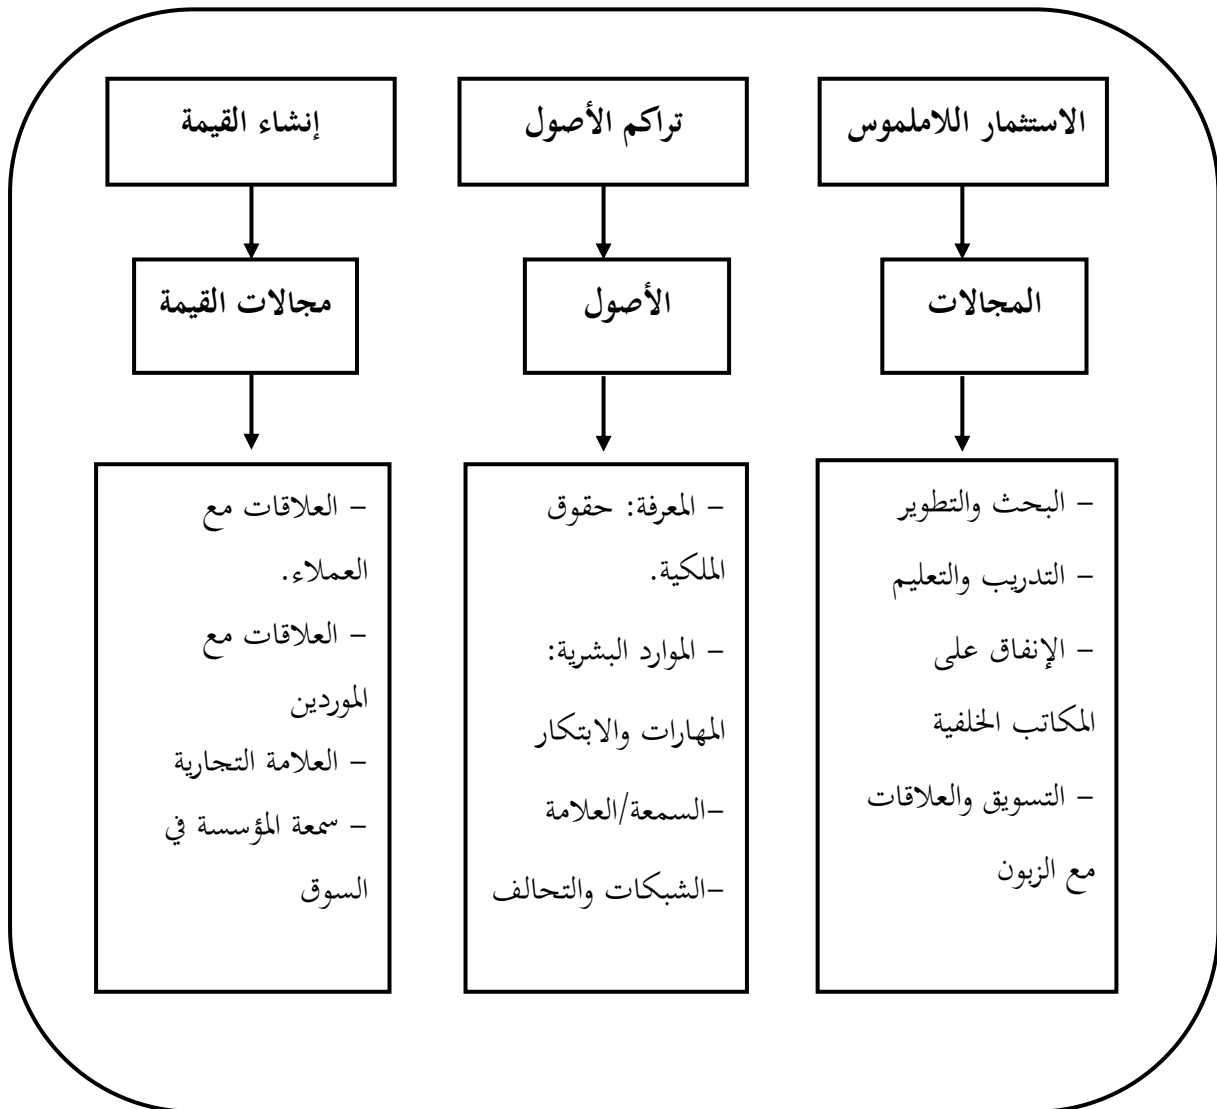 الاستثمار اللاملموس
تراكم الأصول
إنشاء القيمة
المجالات
الأصول
مجالات القيمة
– البحث والتطوير
– التدريب والتعليم
– الإنفاق على
المكاتب الخلفية
– التسويق والعلاقات
مع الزبون
– المعرفة: حقوق
الملكية.
– الموارد البشرية:
المهارات والابتكار
–السمعة/العلامة
–الشبكات والتحالف
– العلاقات مع
العملاء.
– العلاقات مع
الموردين
– العلامة التجارية
– سمعة المؤسسة في
السوق